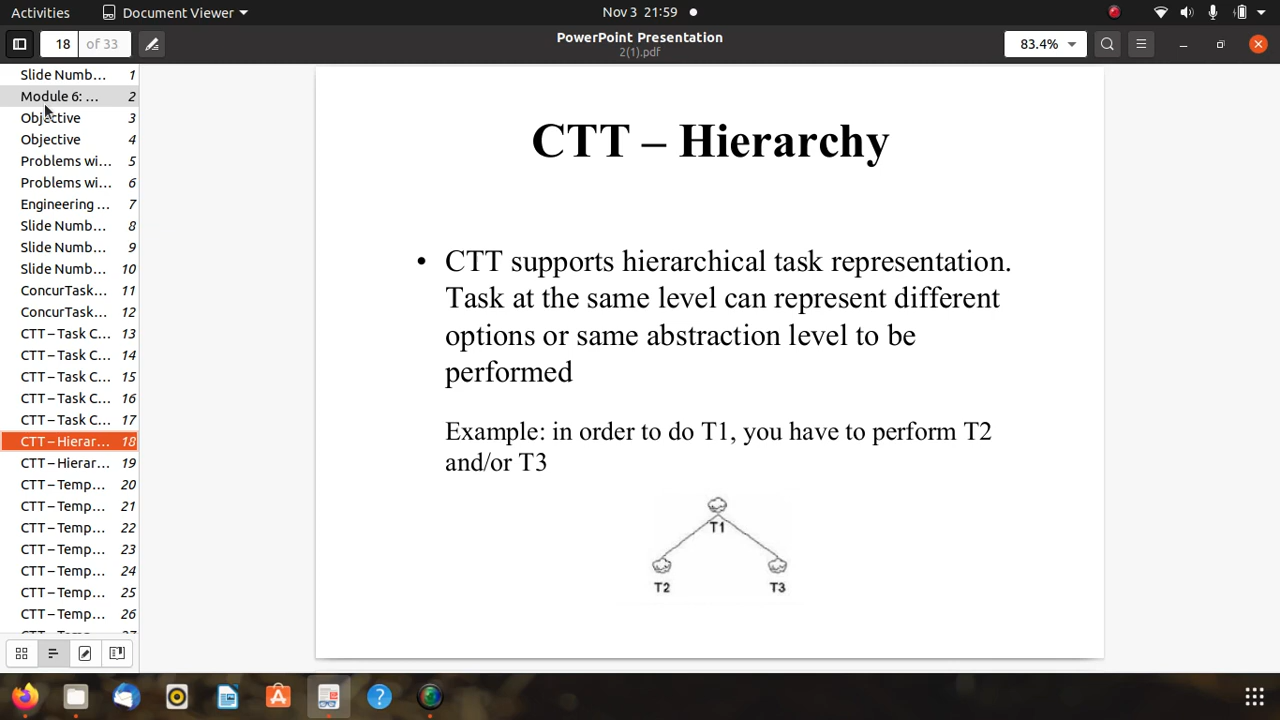 Activities
Document Viewer
Nov 3 21:59
18 of 33
PowerPoint Presentation
2(1).pdf
83.4%
Slide Numb... 1
Module 6: ... 2
Objective 3
Objective 4
Problems wi... 5
Problems wi... 6
Engineering ... 7
Slide Numb... 8
Slide Numb... 9
Slide Numb... 10
ConcurTask... 11
ConcurTask... 12
CTT – Task C... 13
CTT – Task C... 14
CTT – Task C... 15
CTT – Task C... 16
CTT – Task C... 17
CTT – Hierar... 18
CTT – Hierar... 19
CTT – Temp... 20
CTT – Temp... 21
CTT – Temp... 22
CTT – Temp... 23
CTT – Temp... 24
CTT – Temp... 25
CTT – Temp... 26
CTT – Hierarchy
• CTT supports hierarchical task representation.
Task at the same level can represent different
options or same abstraction level to be
performed
Example: in order to do T1, you have to perform T2
and/or T3
T1
T2 T3